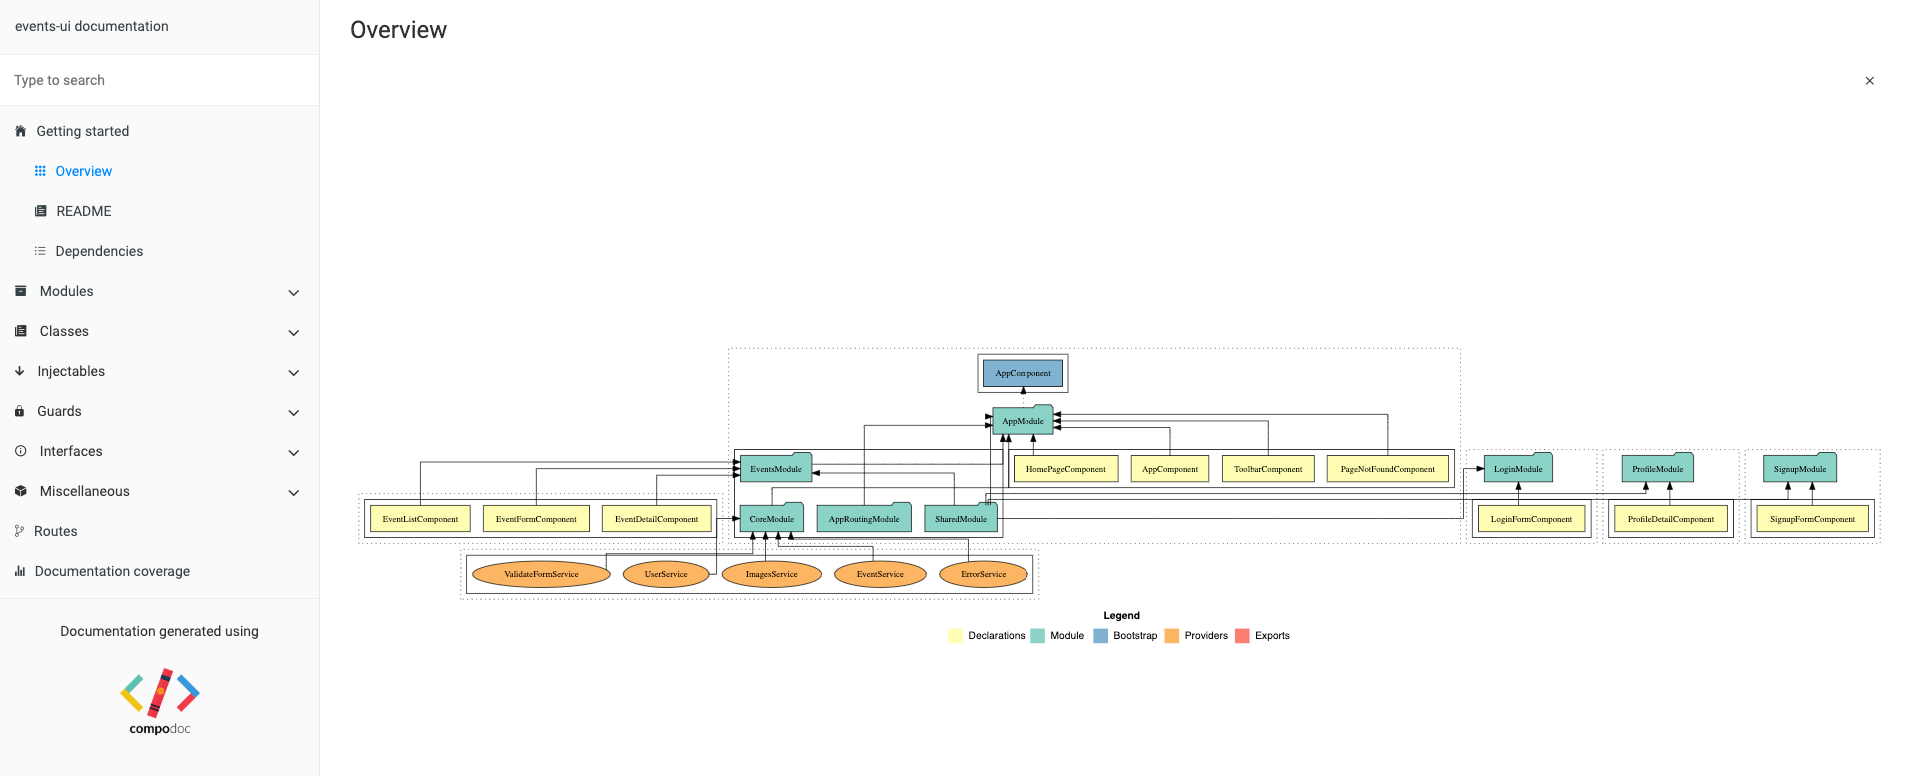 events-ui documentation
Type to search
Getting started
Overview
README
Dependencies
Modules
Classes
Injectables
Guards
Interfaces
Miscellaneous
Routes
Documentation coverage
Documentation generated using
compodoc
Overview
×
AppComponent
AppModule
EventsModule
HomePageComponent
AppComponent
ToolbarComponent
PageNotFoundComponent
LoginModule
ProfileModule
SignupModule
EventListComponent
EventFormComponent
EventDetailComponent
CoreModule
AppRoutingModule
SharedModule
LoginFormComponent
ProfileDetailComponent
SignupFormComponent
ValidateFormService
UserService
ImagesService
EventService
ErrorService
Legend
Declarations Module Bootstrap Providers Exports